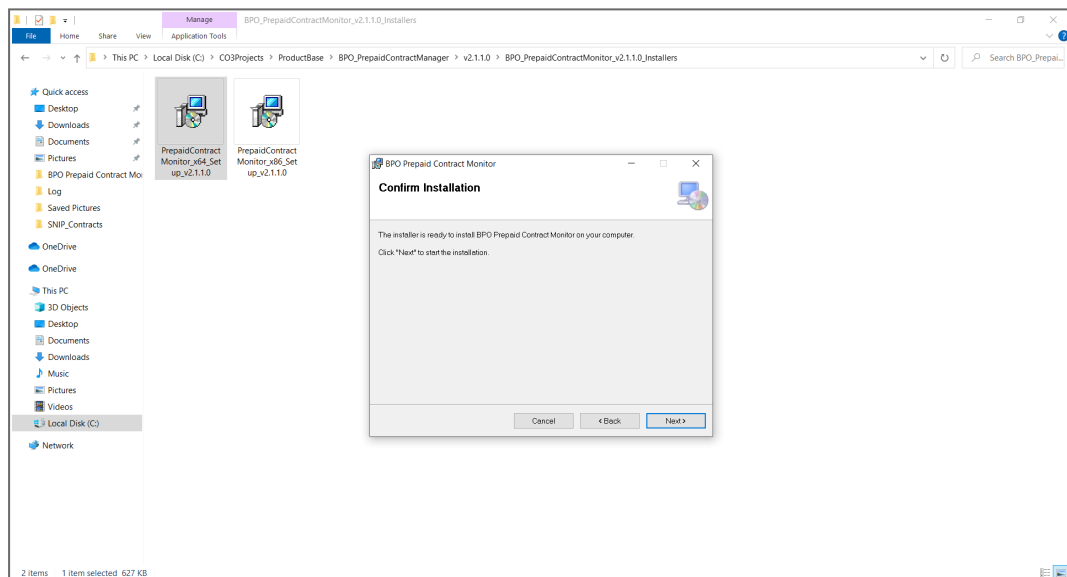 Manage
BPO_PrepaidContractMonitor_v2.1.1.0_Installers
File
Home
Share
View
Application Tools
This PC > Local Disk (C:) > CO3Projects > ProductBase > BPO_PrepaidContractManager > v2.1.1.0 > BPO_PrepaidContractMonitor_v2.1.1.0_Installers
Search BPO_Prepai...
Quick access
Desktop
Downloads
Documents
Pictures
BPO Prepaid Contract Mo
Log
Saved Pictures
SNIP_Contracts
OneDrive
OneDrive
This PC
3D Objects
Desktop
Documents
Downloads
Music
Pictures
Videos
Local Disk (C:)
Network
PrepaidContract
Monitor_x64_Set
up_v2.1.1.0
PrepaidContract
Monitor_x86_Set
up_v2.1.1.0
BPO Prepaid Contract Monitor
Confirm Installation
The installer is ready to install BPO Prepaid Contract Monitor on your computer.
Click "Next" to start the installation.
Cancel
< Back
Next >
2 items
1 item selected 627 KB